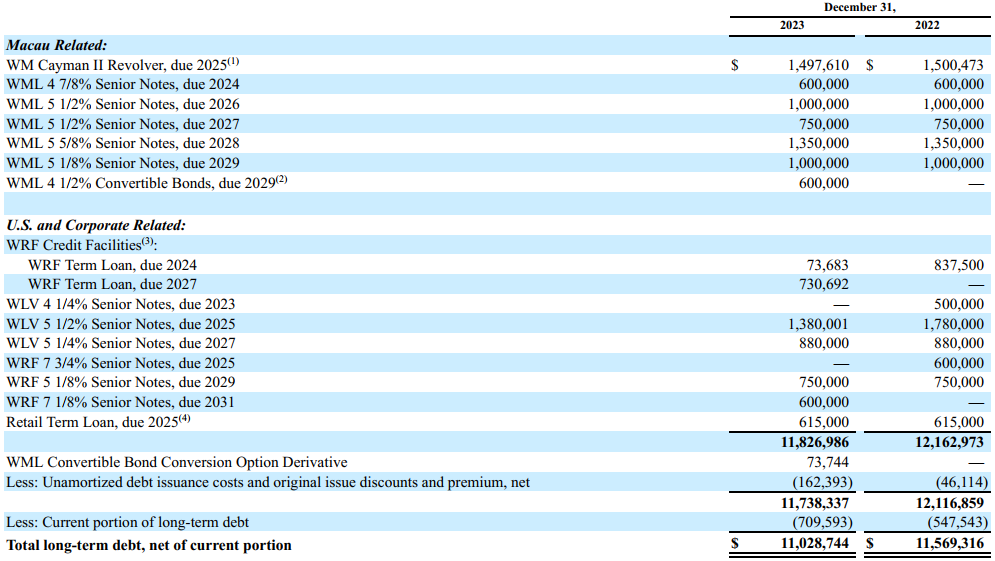 December 31,
2023 2022
Macau Related:
WM Cayman II Revolver, due 2025(1) $ 1,497,610 $ 1,500,473
WML 4 7/8% Senior Notes, due 2024 600,000 600,000
WML 5 1/2% Senior Notes, due 2026 1,000,000 1,000,000
WML 5 1/2% Senior Notes, due 2027 750,000 750,000
WML 5 5/8% Senior Notes, due 2028 1,350,000 1,350,000
WML 5 1/8% Senior Notes, due 2029 1,000,000 1,000,000
WML 4 1/2% Convertible Bonds, due 2029(2) 600,000 —
U.S. and Corporate Related:
WRF Credit Facilities(3):
WRF Term Loan, due 2024 73,683 837,500
WRF Term Loan, due 2027 730,692 —
WLV 4 1/4% Senior Notes, due 2023 — 500,000
WLV 5 1/2% Senior Notes, due 2025 1,380,001 1,780,000
WLV 5 1/4% Senior Notes, due 2027 880,000 880,000
WRF 7 3/4% Senior Notes, due 2025 — 600,000
WRF 5 1/8% Senior Notes, due 2029 750,000 750,000
WRF 7 1/8% Senior Notes, due 2031 600,000 —
Retail Term Loan, due 2025(4) 615,000 615,000
11,826,986 12,162,973
WML Convertible Bond Conversion Option Derivative 73,744 —
Less: Unamortized debt issuance costs and original issue discounts and premium, net (162,393) (46,114)
11,738,337 12,116,859
Less: Current portion of long-term debt (709,593) (547,543)
Total long-term debt, net of current portion $ 11,028,744 $ 11,569,316